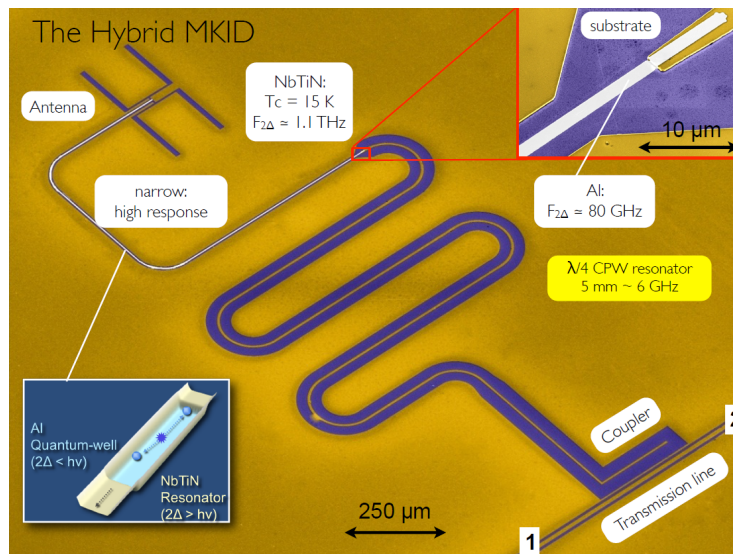 The Hybrid MKID
substrate
NbTiN:
Tc = 15 K
F2Δ ≃ 1.1 THz
Antenna
10 µm
narrow:
high response
Al:
F2Δ ≃ 80 GHz
λ/4 CPW resonator
5 mm ~ 6 GHz
Al
Quantum-well
(2Δ < hν)
NbTiN
Resonator
(2Δ > hν)
250 µm
Coupler
Transmission line
1
2